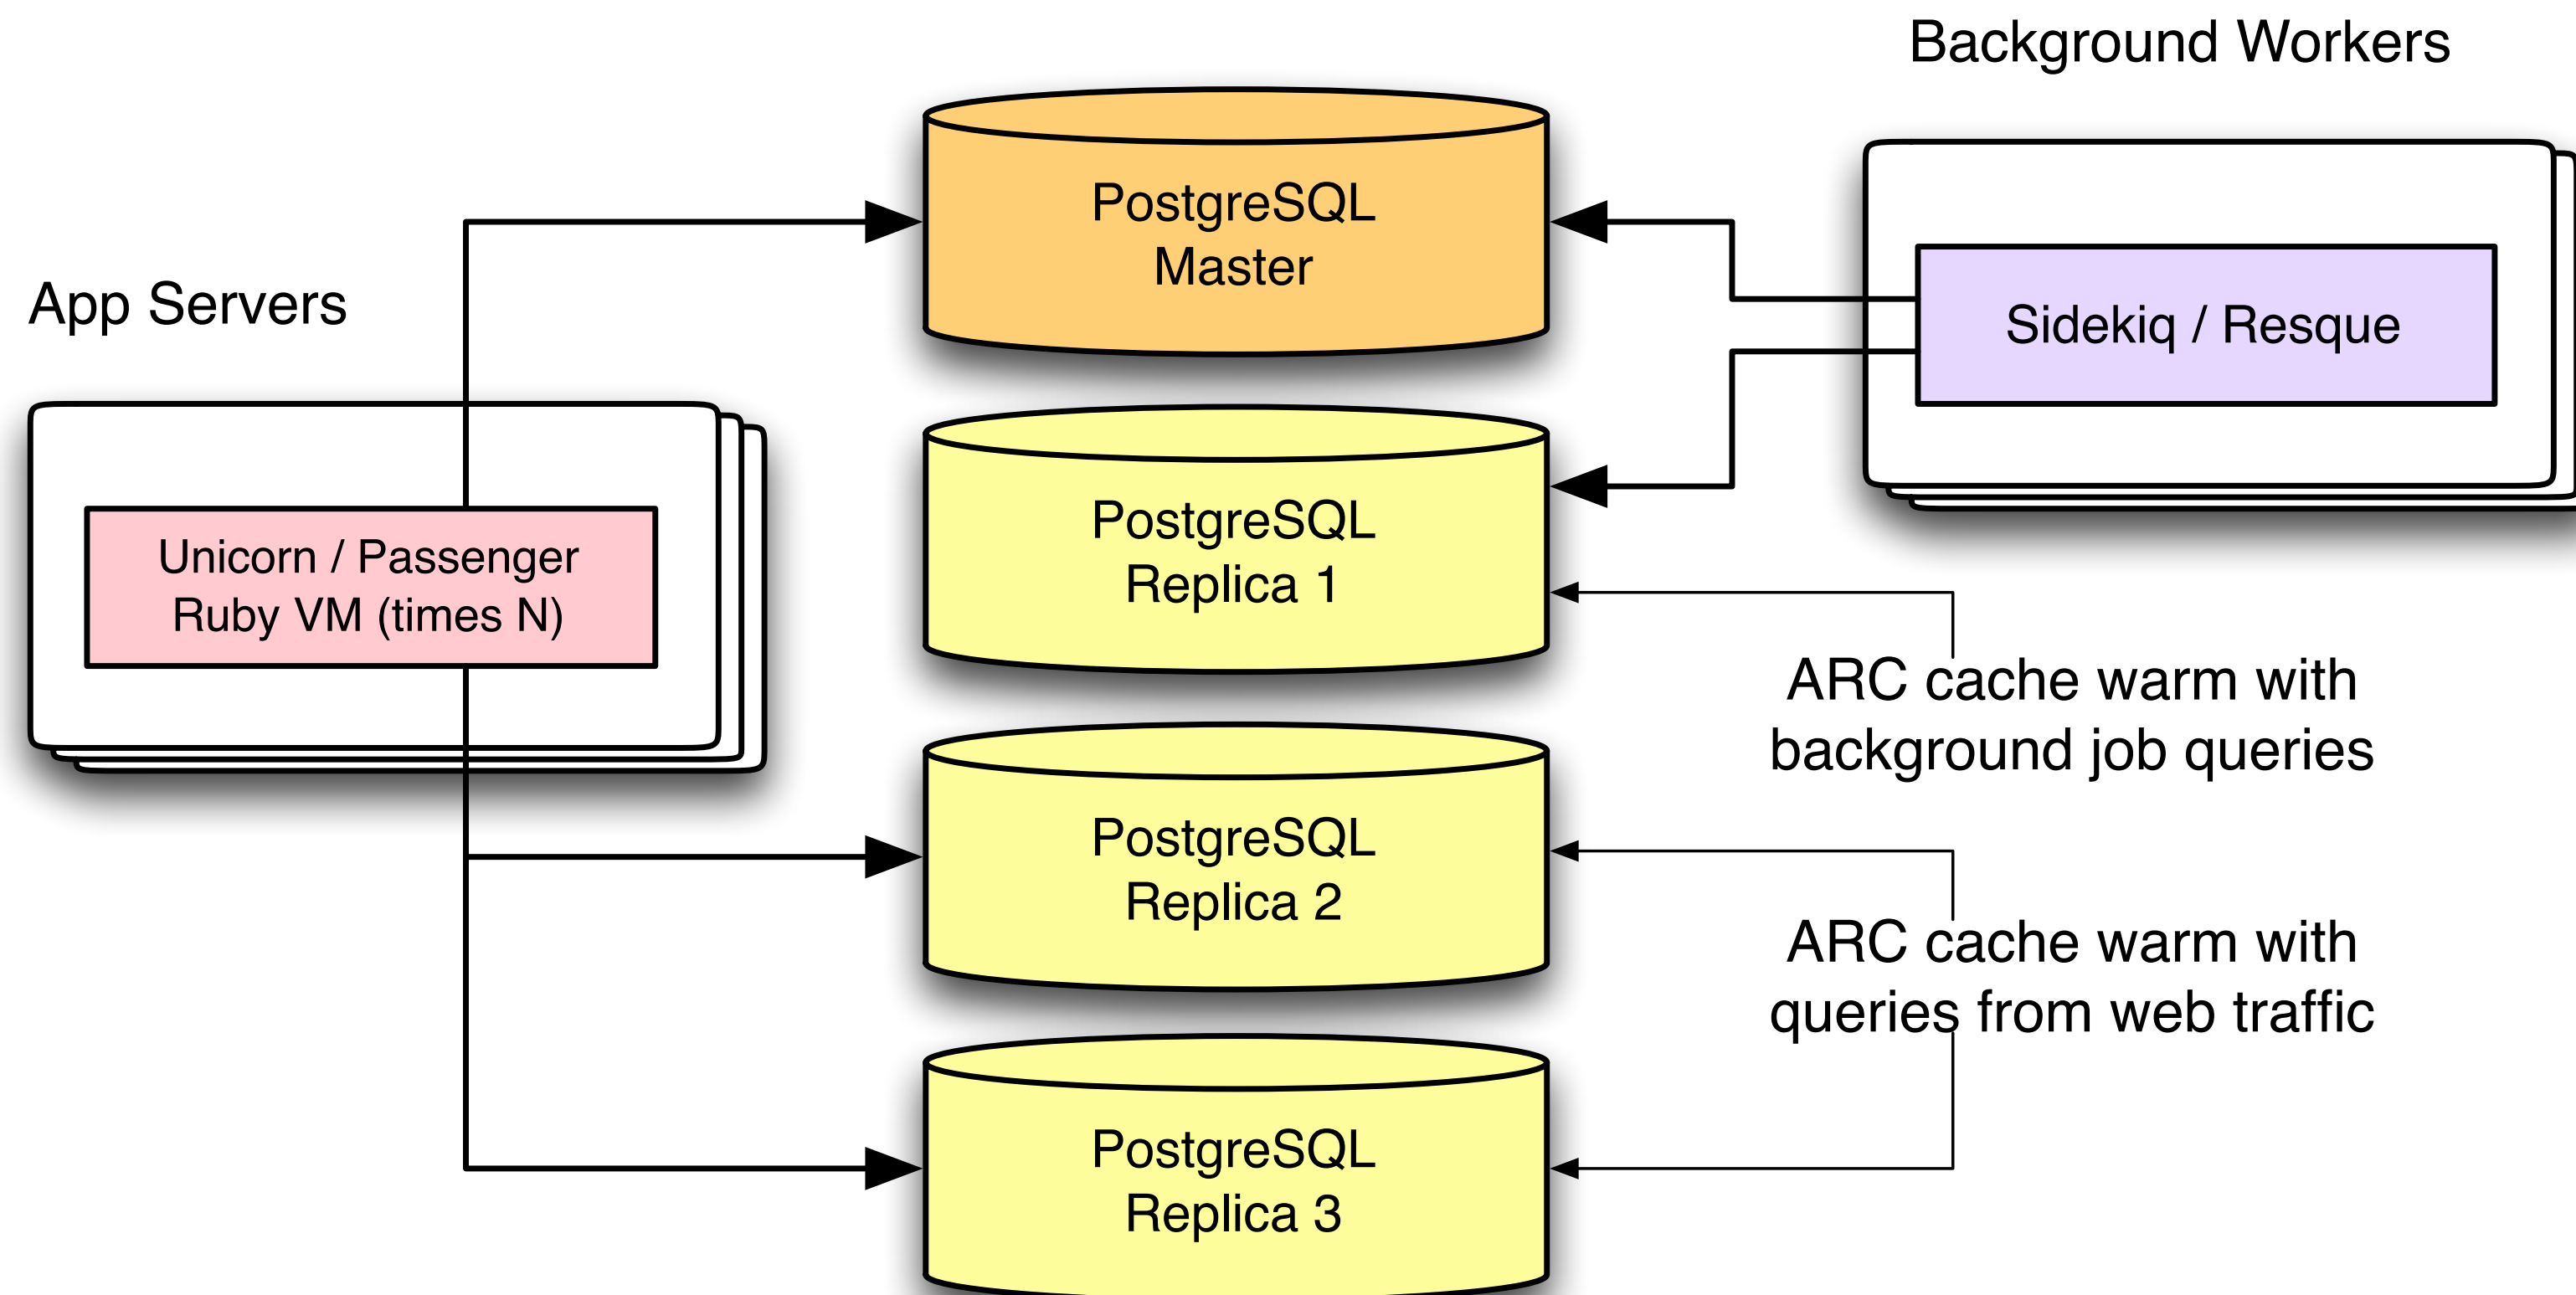 Background Workers
PostgreSQL
Master
App Servers
Sidekiq / Resque
PostgreSQL
Replica 1
Unicorn / Passenger
Ruby VM (times N)
ARC cache warm with
background job queries
PostgreSQL
Replica 2
ARC cache warm with
queries from web traffic
PostgreSQL
Replica 3